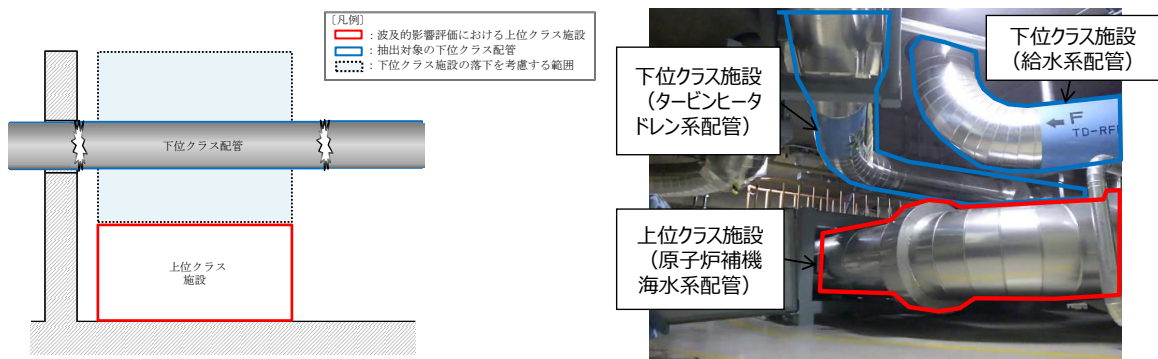 [凡例]
：波及的影響評価における上位クラス施設
：抽出対象の下位クラス配管
：下位クラス施設の落下を考慮する範囲
下位クラス配管
上位クラス
施設
下位クラス施設
（タービンヒータ
ドレン系配管）
下位クラス施設
（給水系配管）
F
上位クラス施設
（原子炉補機
海水系配管）